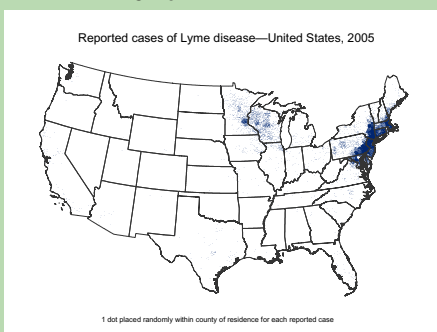 Reported cases of Lyme disease—United States, 2005
1 dot placed randomly within county of residence for each reported case